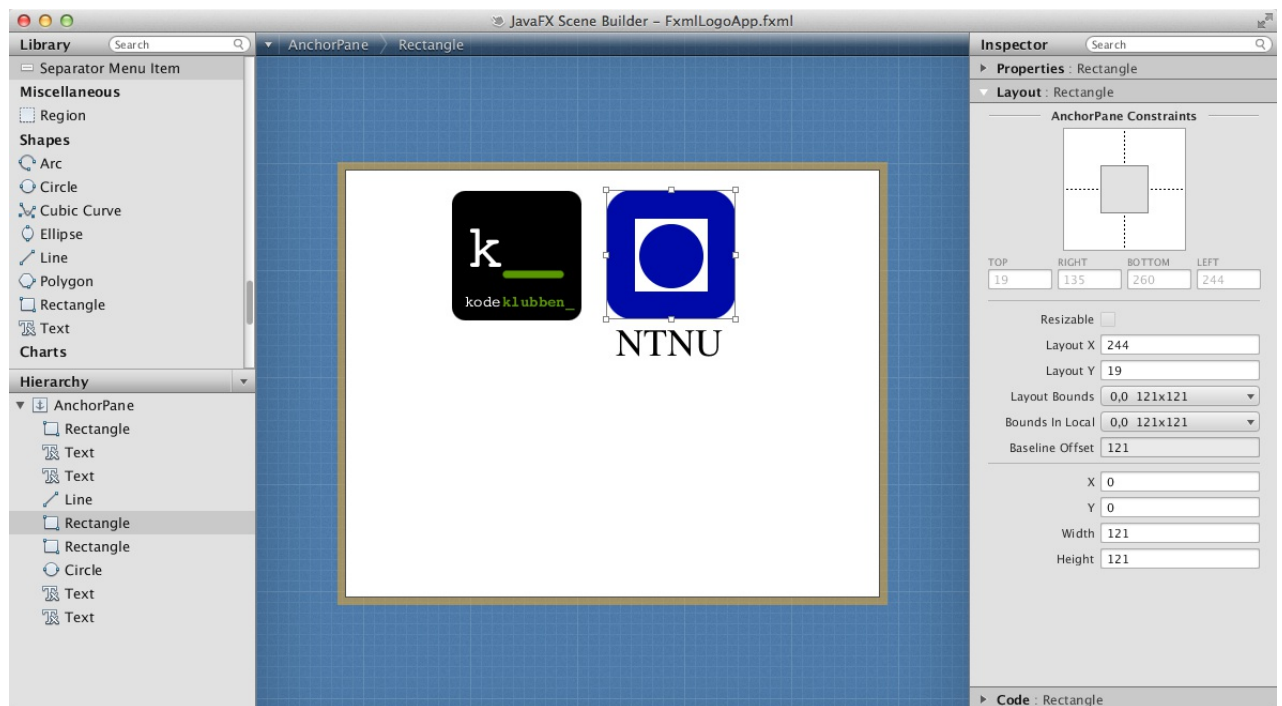 JavaFX Scene Builder – FxmlLogoApp.fxml
Library Search
Separator Menu Item
Miscellaneous
Region
Shapes
Arc
Circle
Cubic Curve
Ellipse
Line
Polygon
Rectangle
Text
Charts
Hierarchy
AnchorPane
Rectangle
Text
Text
Line
Rectangle
Rectangle
Circle
Text
Text
AnchorPane Rectangle
k_
kodeklubben_
NTNU
Inspector Search
Properties : Rectangle
Layout : Rectangle
AnchorPane Constraints
TOP RIGHT BOTTOM LEFT
19 135 260 244
Resizable
Layout X 244
Layout Y 19
Layout Bounds 0,0 121x121
Bounds In Local 0,0 121x121
Baseline Offset 121
X 0
Y 0
Width 121
Height 121
Code : Rectangle